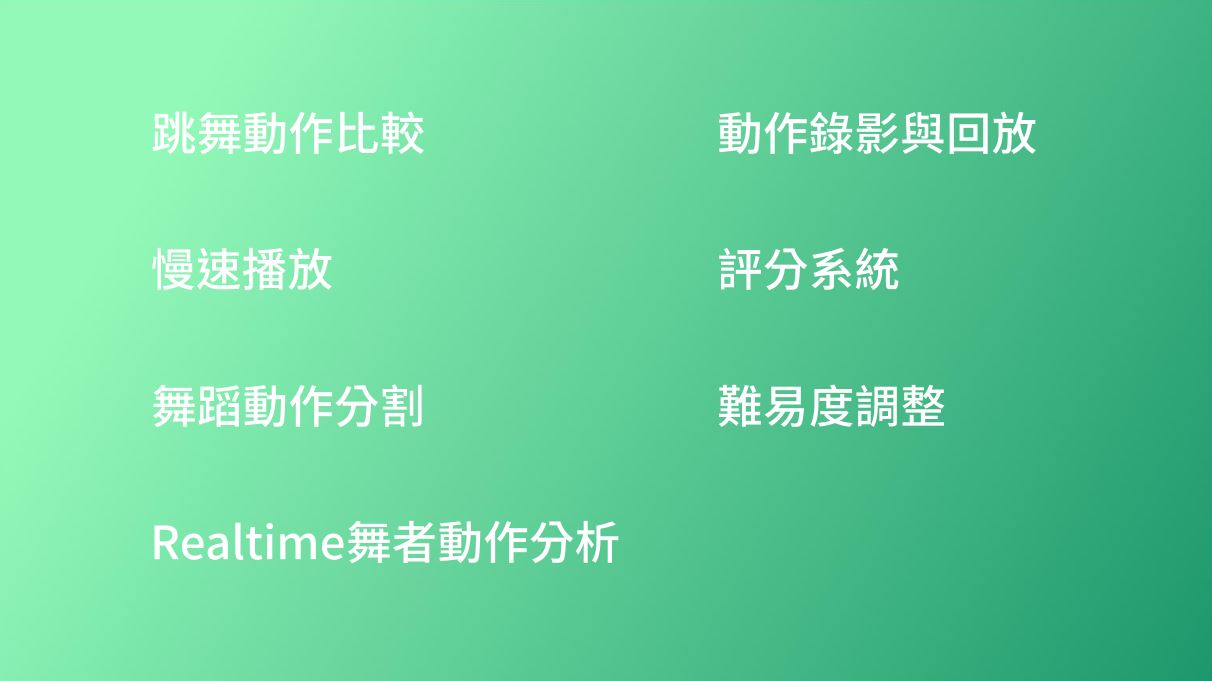 跳舞動作比較
慢速播放
舞蹈動作分割
Realtime舞者動作分析
動作錄影與回放
評分系統
難易度調整